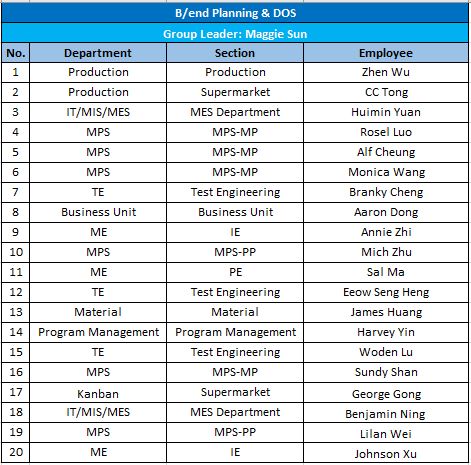 B/end Planning & DOS
Group Leader: Maggie Sun
No. Department Section Employee
1 Production Production Zhen Wu
2 Production Supermarket CC Tong
3 IT/MIS/MES MES Department Huimin Yuan
4 MPS MPS-MP Rosel Luo
5 MPS MPS-MP Alf Cheung
6 MPS MPS-MP Monica Wang
7 TE Test Engineering Branky Cheng
8 Business Unit Business Unit Aaron Dong
9 ME IE Annie Zhi
10 MPS MPS-PP Mich Zhu
11 ME PE Sal Ma
12 TE Test Engineering Eeow Seng Heng
13 Material Material James Huang
14 Program Management Program Management Harvey Yin
15 TE Test Engineering Woden Lu
16 MPS MPS-MP Sundy Shan
17 Kanban Supermarket George Gong
18 IT/MIS/MES MES Department Benjamin Ning
19 MPS MPS-PP Lilan Wei
20 ME IE Johnson Xu